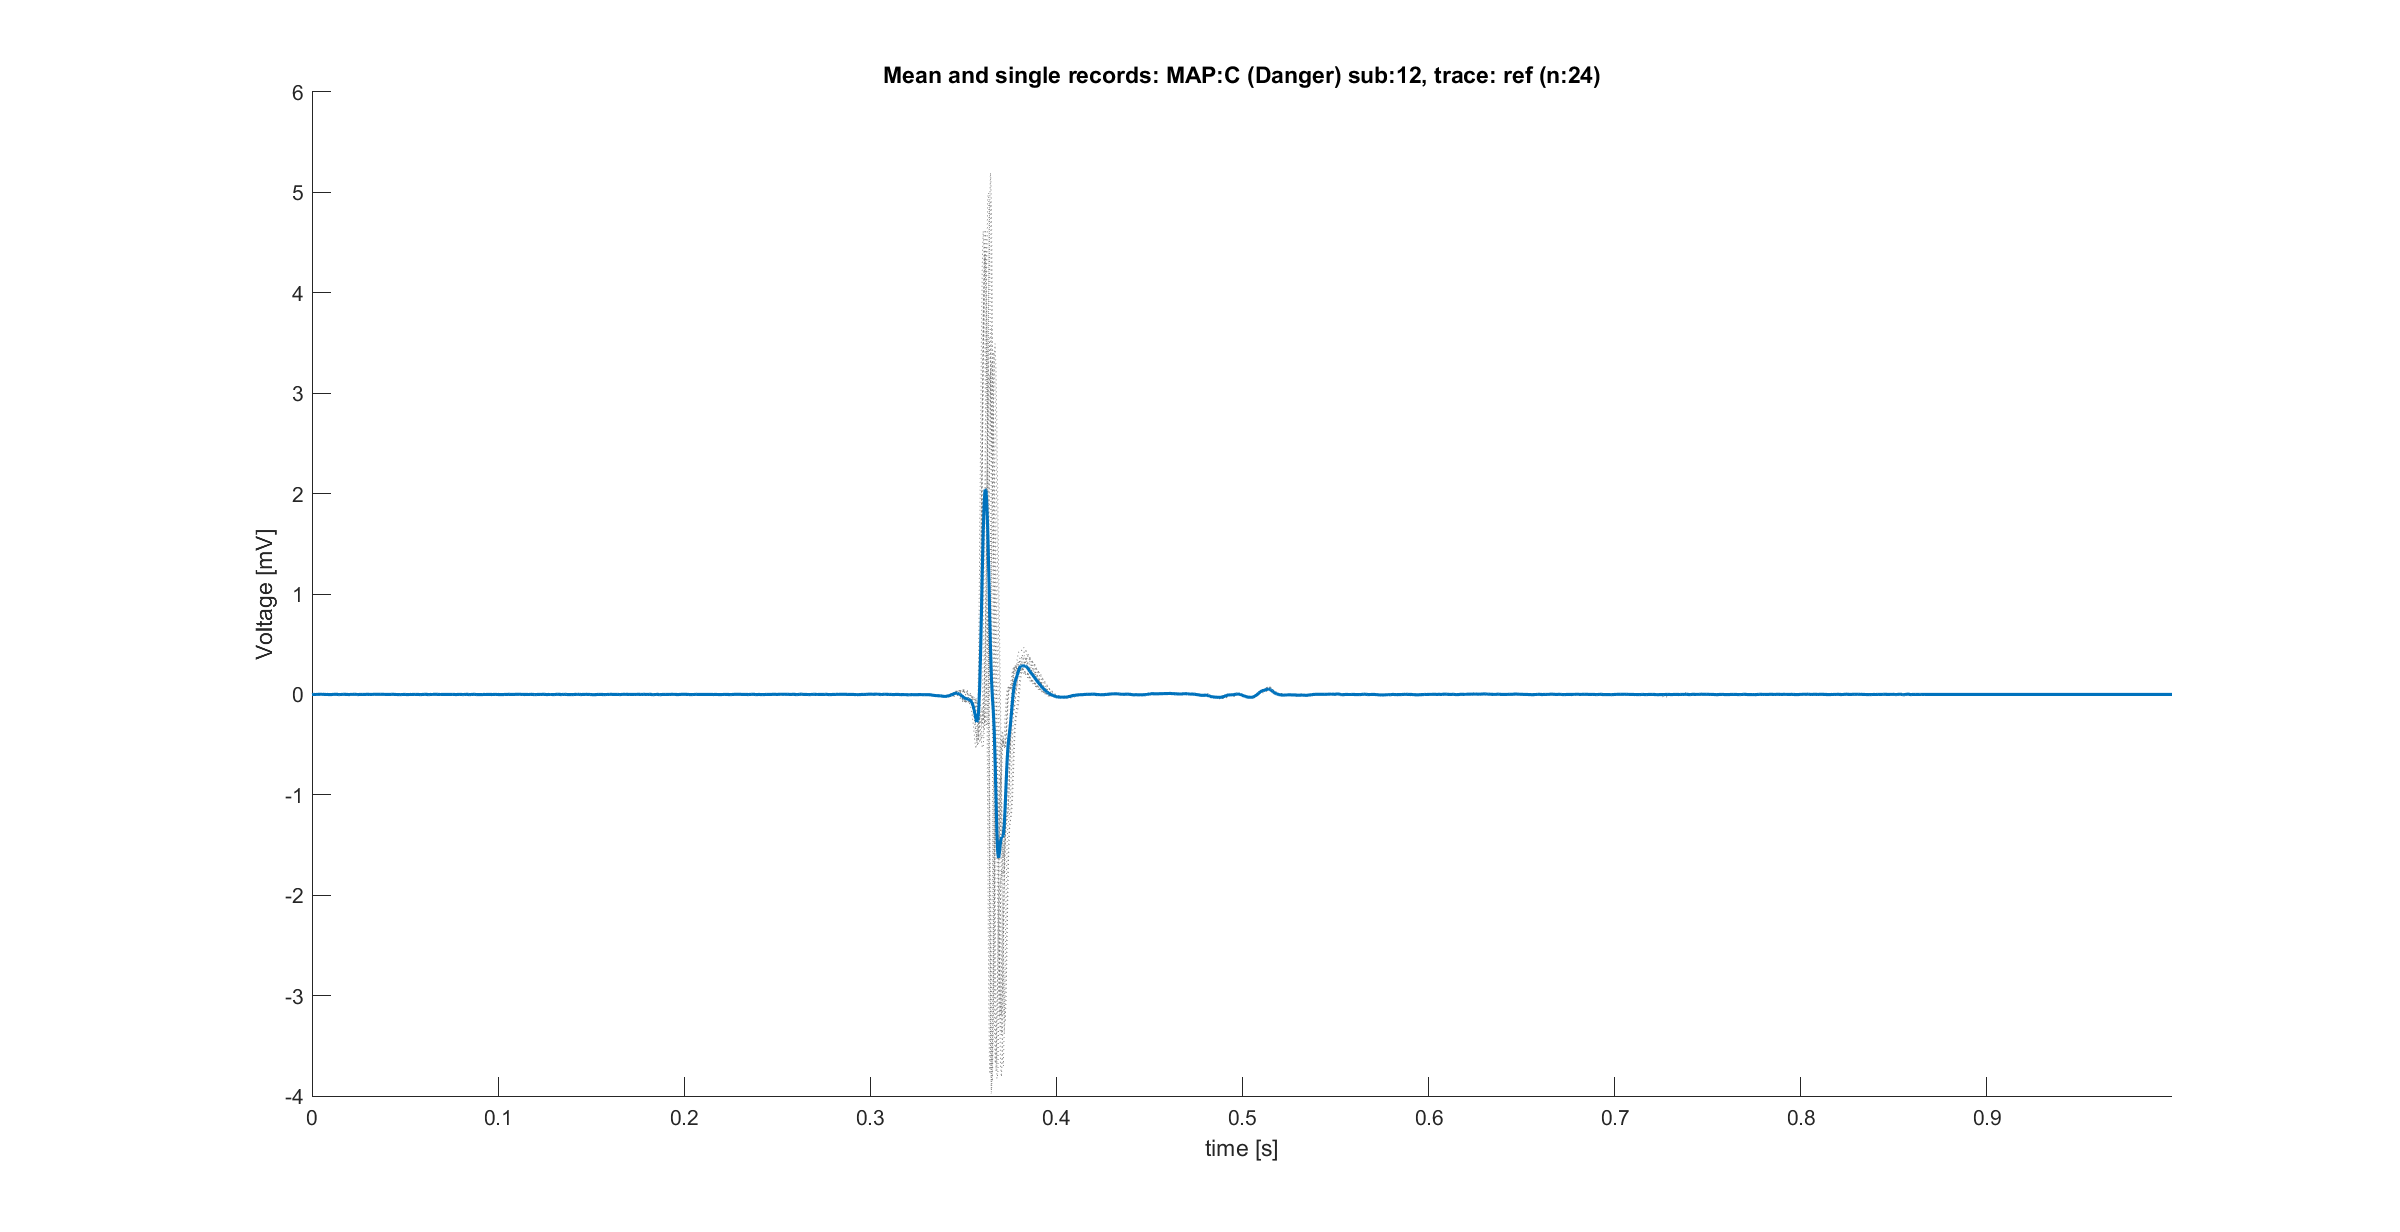 Mean and single records: MAP:C (Danger) sub:12, trace: ref (n:24)
6
5
4
3
2
1
0
-1
-2
-3
-4
Voltage [mV]
0 0.1 0.2 0.3 0.4 0.5 0.6 0.7 0.8 0.9
time [s]